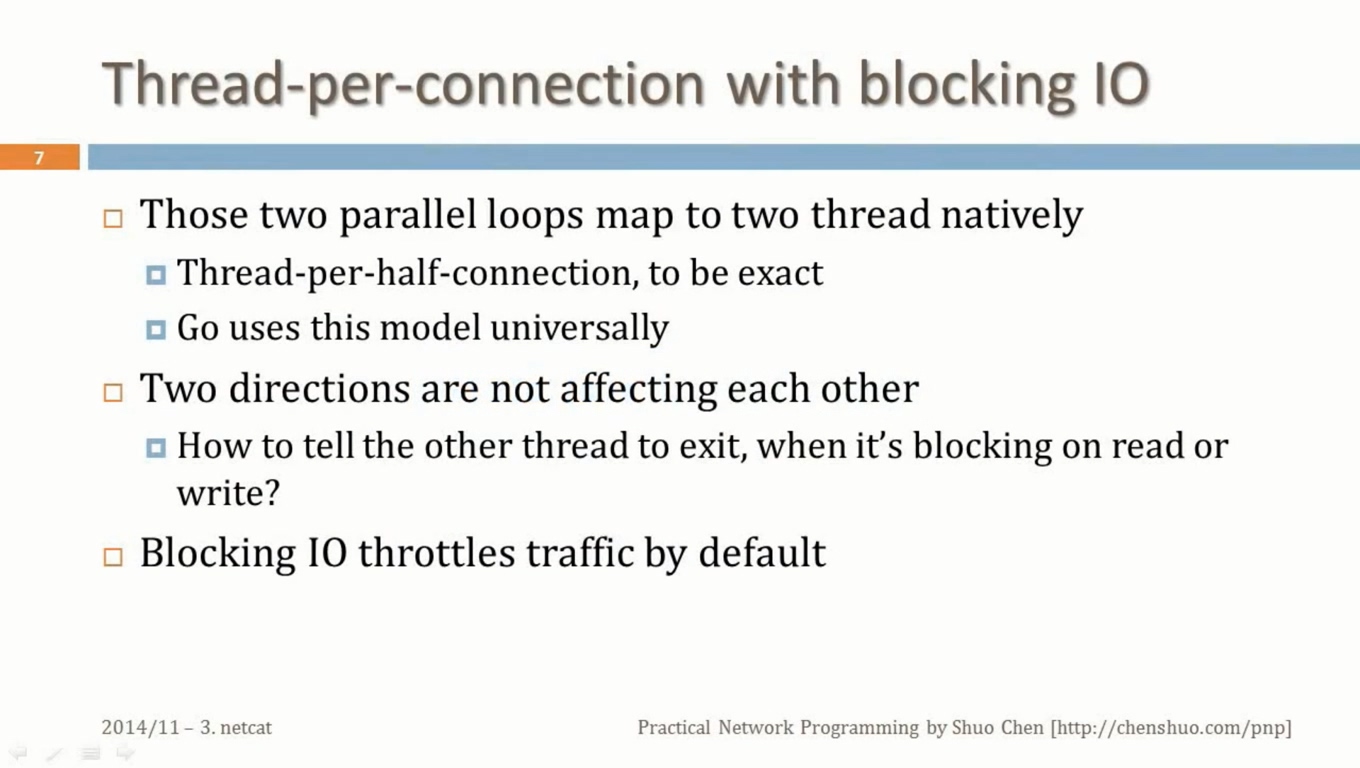 Thread-per-connection with blocking IO
7
Those two parallel loops map to two thread natively
Thread-per-half-connection, to be exact
Go uses this model universally
Two directions are not affecting each other
How to tell the other thread to exit, when it’s blocking on read or
write?
Blocking IO throttles traffic by default
2014/11 – 3. netcat
Practical Network Programming by Shuo Chen [http://chenshuo.com/pnp]